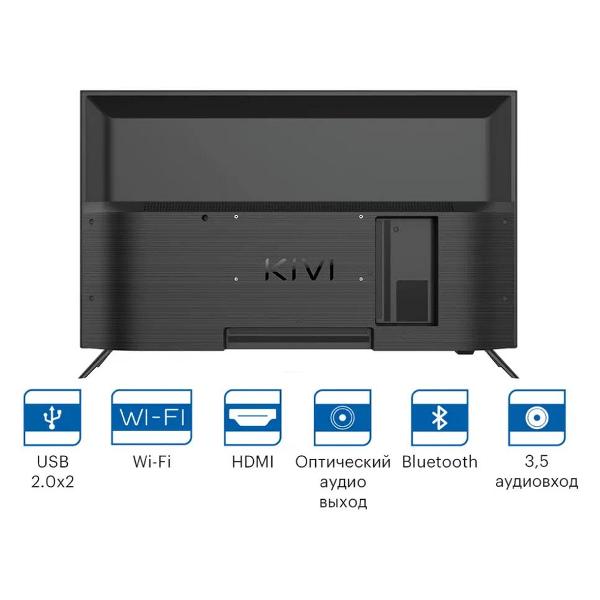 KIVI
WI-FI
USB
2.0x2
Wi-Fi
HDMI
Оптический
аудио
выход
Bluetooth
3,5
аудиовход